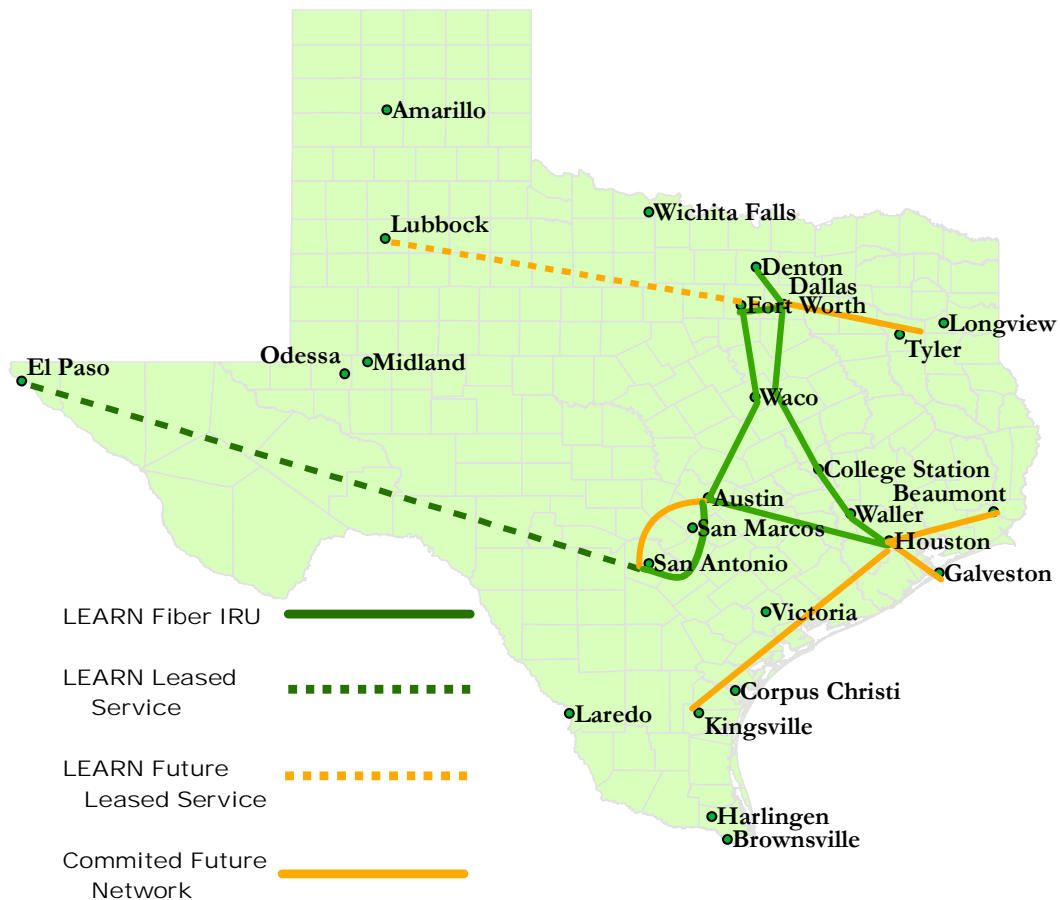 Amarillo
Wichita Falls
Lubbock
Denton
Dallas
Fort Worth
Longview
Tyler
Odessa
Midland
El Paso
Waco
College Station
Beaumont
Austin
Waller
San Marcos
Houston
San Antonio
Galveston
Victoria
Corpus Christi
Laredo
Kingsville
Harlingen
Brownsville
LEARN Fiber IRU
LEARN Leased
Service
LEARN Future
Leased Service
Commited Future
Network